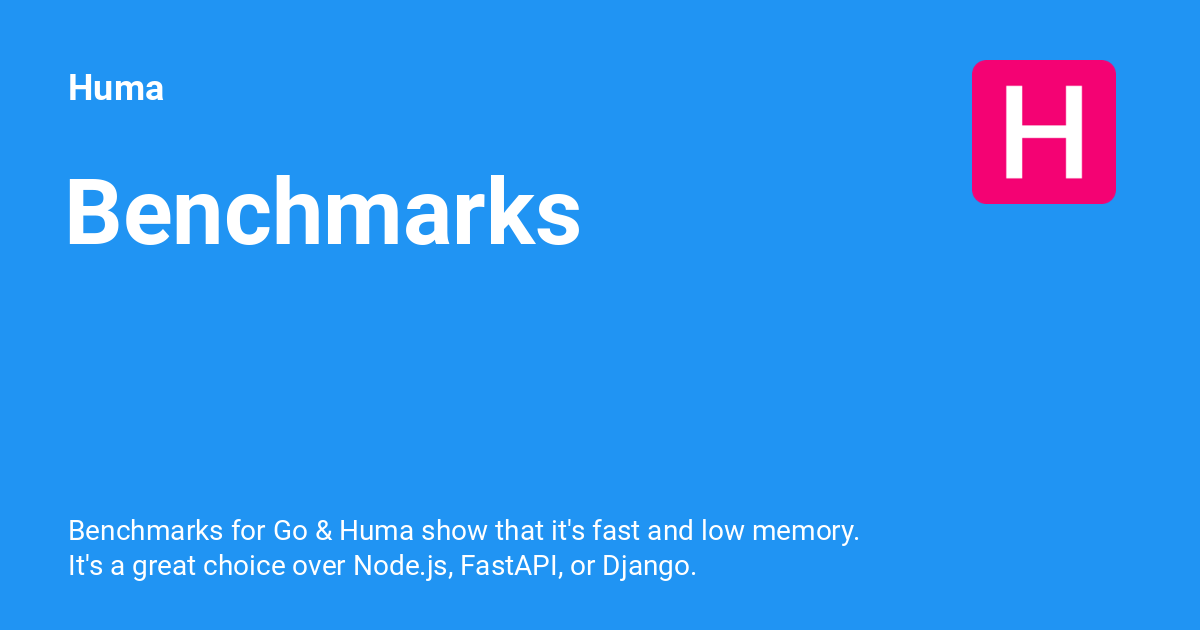 Huma
H
Benchmarks
Benchmarks for Go & Huma show that it's fast and low memory.
It's a great choice over Node.js, FastAPI, or Django.